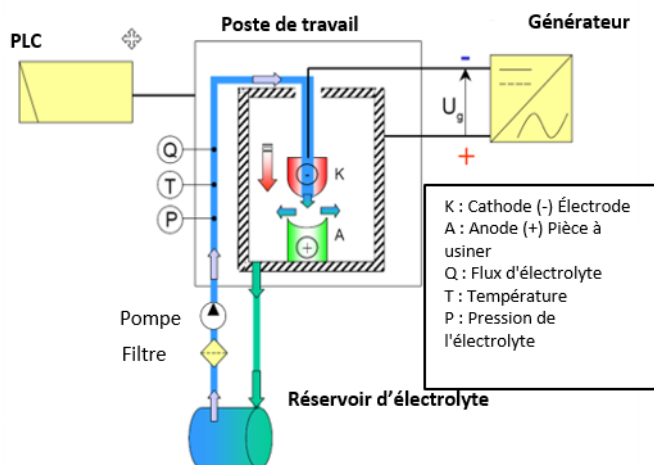 Poste de travail
Générateur
PLC
-
U g
+
Q
T
P
K
-
A
+
K : Cathode (-) Électrode
A : Anode (+) Pièce à
usiner
Q : Flux d'électrolyte
T : Température
P : Pression de
l'électrolyte
Pompe
Filtre
Réservoir d'électrolyte